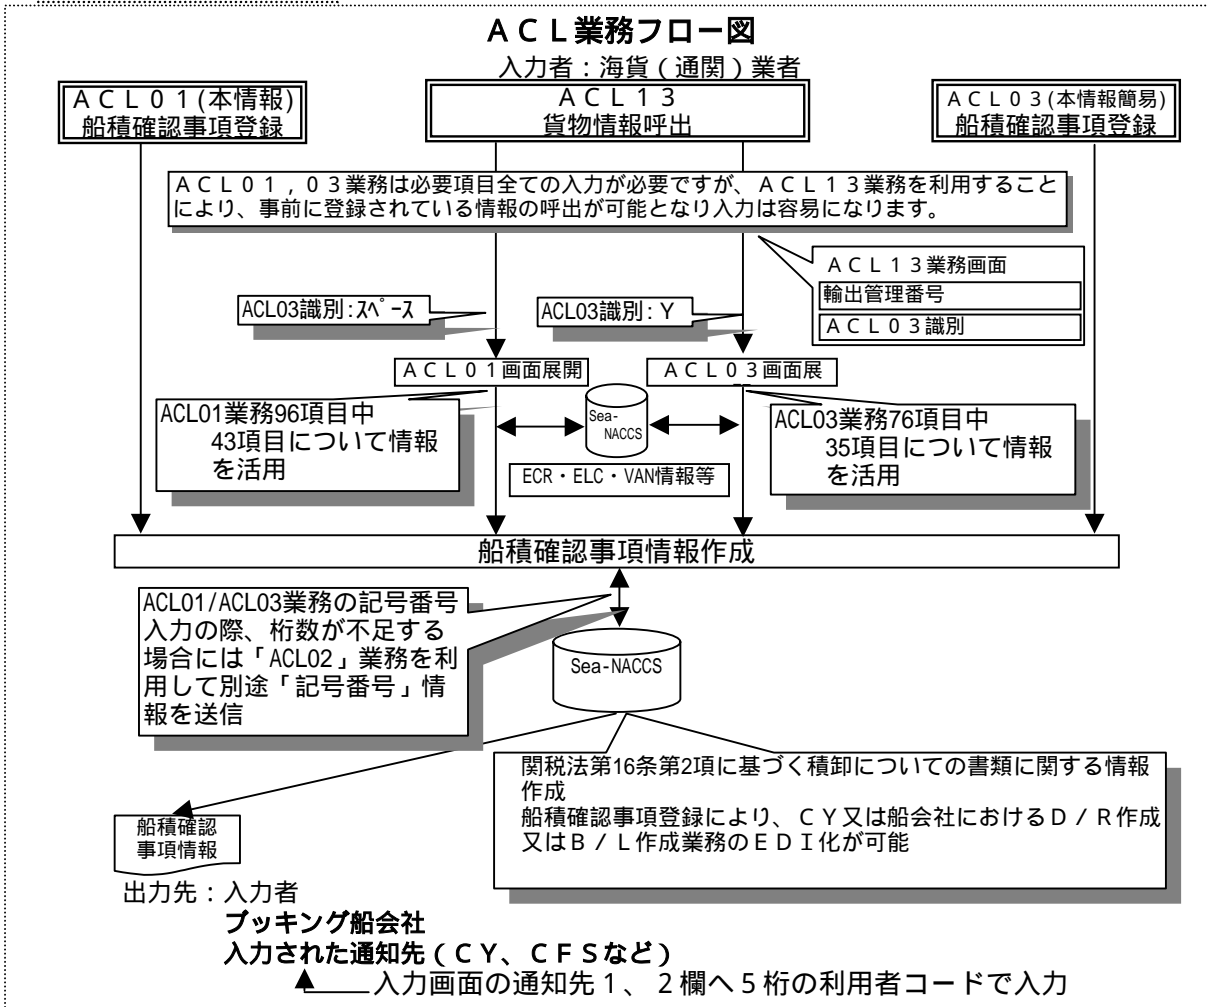 ＡＣＬ業務フロー図
入力者：海貨（通関）業者
ＡＣＬ０１(本情報)
船積確認事項登録
ＡＣＬ１３
貨物情報呼出
ＡＣＬ０３(本情報簡易)
船積確認事項登録
ＡＣＬ０１，０３業務は必要項目全ての入力が必要ですが、ＡＣＬ１３業務を利用すること
により、事前に登録されている情報の呼出が可能となり入力は容易になります。
ＡＣＬ１３業務画面
輸出管理番号
ＡＣＬ０３識別
ACL03識別:ｽﾍﾟｰｽ
ACL03識別:Ｙ
ＡＣＬ０１画面展開
ＡＣＬ０３画面展
ACL01業務96項目中
43項目について情報
を活用
Sea-
NACCS
ECR・ELC・VAN情報等
ACL03業務76項目中
35項目について情報
を活用
船積確認事項情報作成
ACL01/ACL03業務の記号番号
入力の際、桁数が不足する
場合には「ACL02」業務を利
用して別途「記号番号」情
報を送信
Sea-NACCS
関税法第16条第2項に基づく積卸についての書類に関する情報
作成
船積確認事項登録により、ＣＹ又は船会社におけるＤ／Ｒ作成
又はＢ／Ｌ作成業務のＥＤＩ化が可能
船積確認
事項情報
出力先：入力者
ブッキング船会社
入力された通知先（ＣＹ、ＣＦＳなど）
入力画面の通知先１、２欄へ５桁の利用者コードで入力